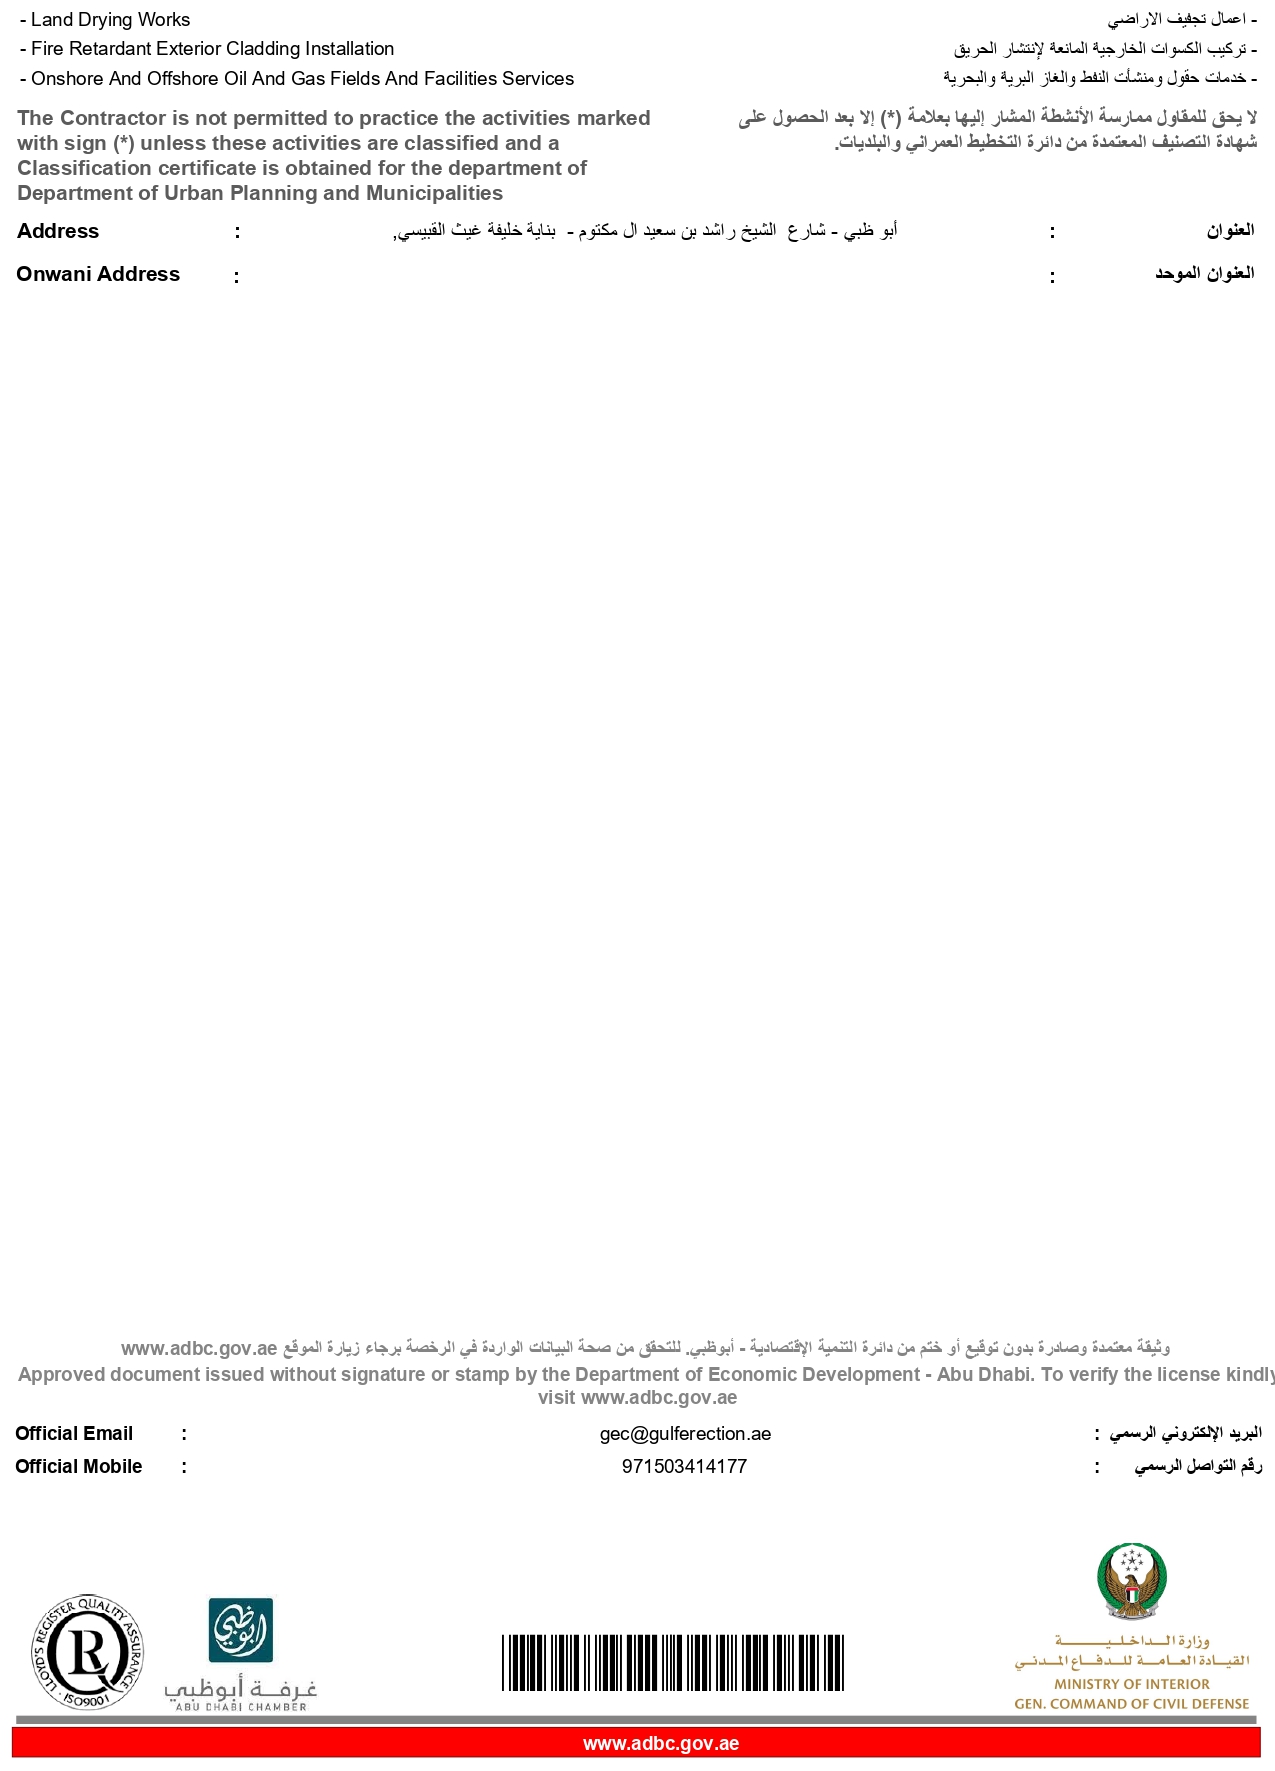 - Land Drying Works
- اعمال تجفيف الاراضي
- Fire Retardant Exterior Cladding Installation
- تركيب الكسوات الخارجية المانعة لإنتشار الحريق
- Onshore And Offshore Oil And Gas Fields And Facilities Services
- خدمات حقول ومنشأت النفط والغاز البرية والبحرية
The Contractor is not permitted to practice the activities marked
with sign (*) unless these activities are classified and a
Classification certificate is obtained for the department of
Department of Urban Planning and Municipalities
لا يحق للمقاول ممارسة الأنشطة المشار إليها بعلامة (*) إلا بعد الحصول على
شهادة التصنيف المعتمدة من دائرة التخطيط العمراني والبلديات.
Address : أبو ظبي - شارع الشيخ راشد بن سعيد ال مكتوم - بناية خليفة غيث القبيسي, : العنوان
Onwani Address : : العنوان الموحد
وثيقة معتمدة وصادرة بدون توقيع أو ختم من دائرة التنمية الإقتصادية - أبوظبي. للتحقق من صحة البيانات الواردة في الرخصة برجاء زيارة الموقع www.adbc.gov.ae
Approved document issued without signature or stamp by the Department of Economic Development - Abu Dhabi. To verify the license kindly
visit www.adbc.gov.ae
Official Email : gec@gulferection.ae : البريد الإلكتروني الرسمي
Official Mobile : 971503414177 : رقم التواصل الرسمي
LLOYD'S REGISTER QUALITY ASSURANCE
LRQA
ISO9001
أبوظبي
غرفة أبوظبي
ABU DHABI CHAMBER
وزارة الداخلية
القيادة العامة للدفاع المدني
MINISTRY OF INTERIOR
GEN. COMMAND OF CIVIL DEFENSE
www.adbc.gov.ae